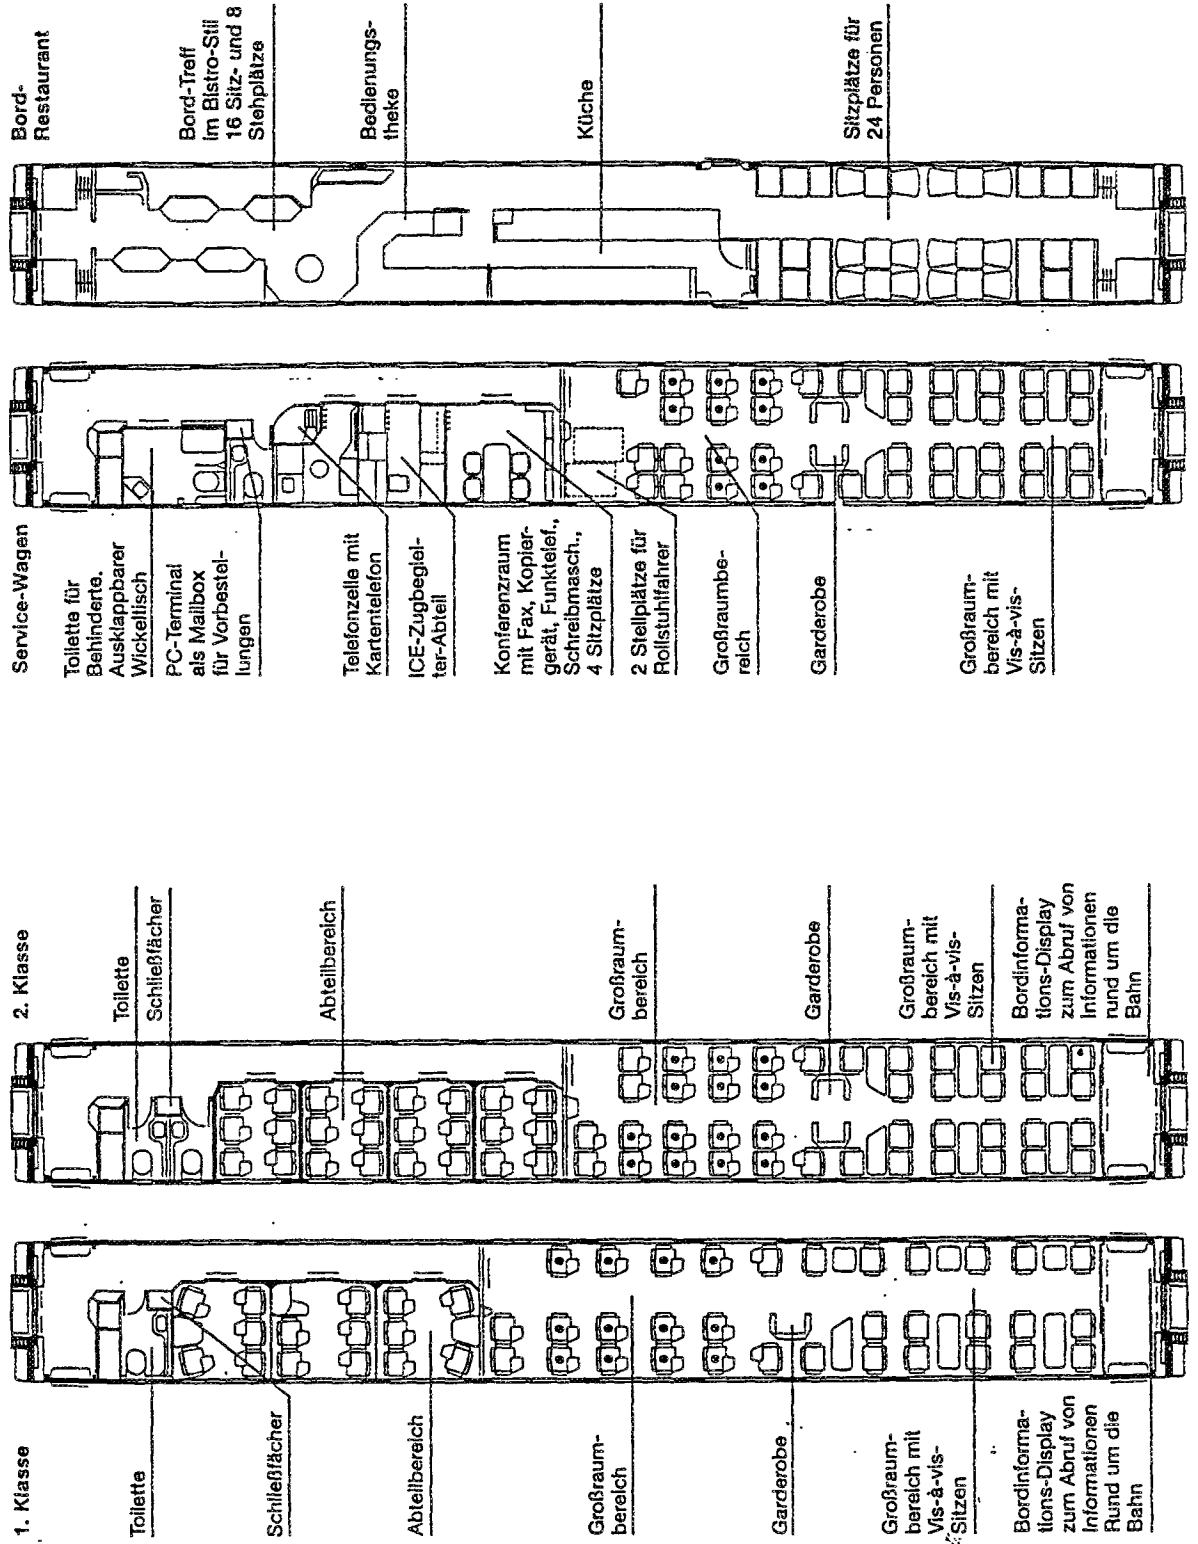 1. Klasse
Toilette
Schließfächer
Abteilbereich
Großraum-
bereich
Garderobe
Großraum-
bereich mit
Vis-à-vis-
Sitzen
Bordinforma-
tions-Display
zum Abruf von
Informationen
Rund um die
Bahn
2. Klasse
Toilette
Schließfächer
Abteilbereich
Großraum-
bereich
Garderobe
Großraum-
bereich mit
Vis-à-vis-
Sitzen
Bordinforma-
tions-Display
zum Abruf von
Informationen
rund um die
Bahn
Service-Wagen
Toilette für
Behinderte.
Ausklappbarer
Wickeltisch
PC-Terminal
als Mailbox
für Vorbestel-
lungen
Telefonzelle mit
Kartentelefon
ICE-Zugbeglei-
ter-Abteil
Konferenzraum
mit Fax, Kopier-
gerät, Funktelef.,
Schreibmasch.,
4 Sitzplätze
2 Stellplätze für
Rollstuhlfahrer
Großraumbe-
reich
Garderobe
Großraum-
bereich mit
Vis-à-vis-
Sitzen
Bord-
Restaurant
Bord-Treff
im Bistro-Stil
16 Sitz- und 8
Stehplätze
Bedienungs-
theke
Küche
Sitzplätze für
24 Personen